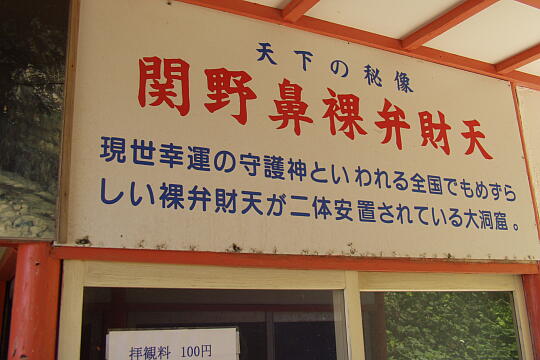 天下の秘像
関野鼻裸弁財天
現世幸運の守護神といわれる全国でもめずら
しい裸弁財天が二体安置されている大洞窟。
拝観料 100円